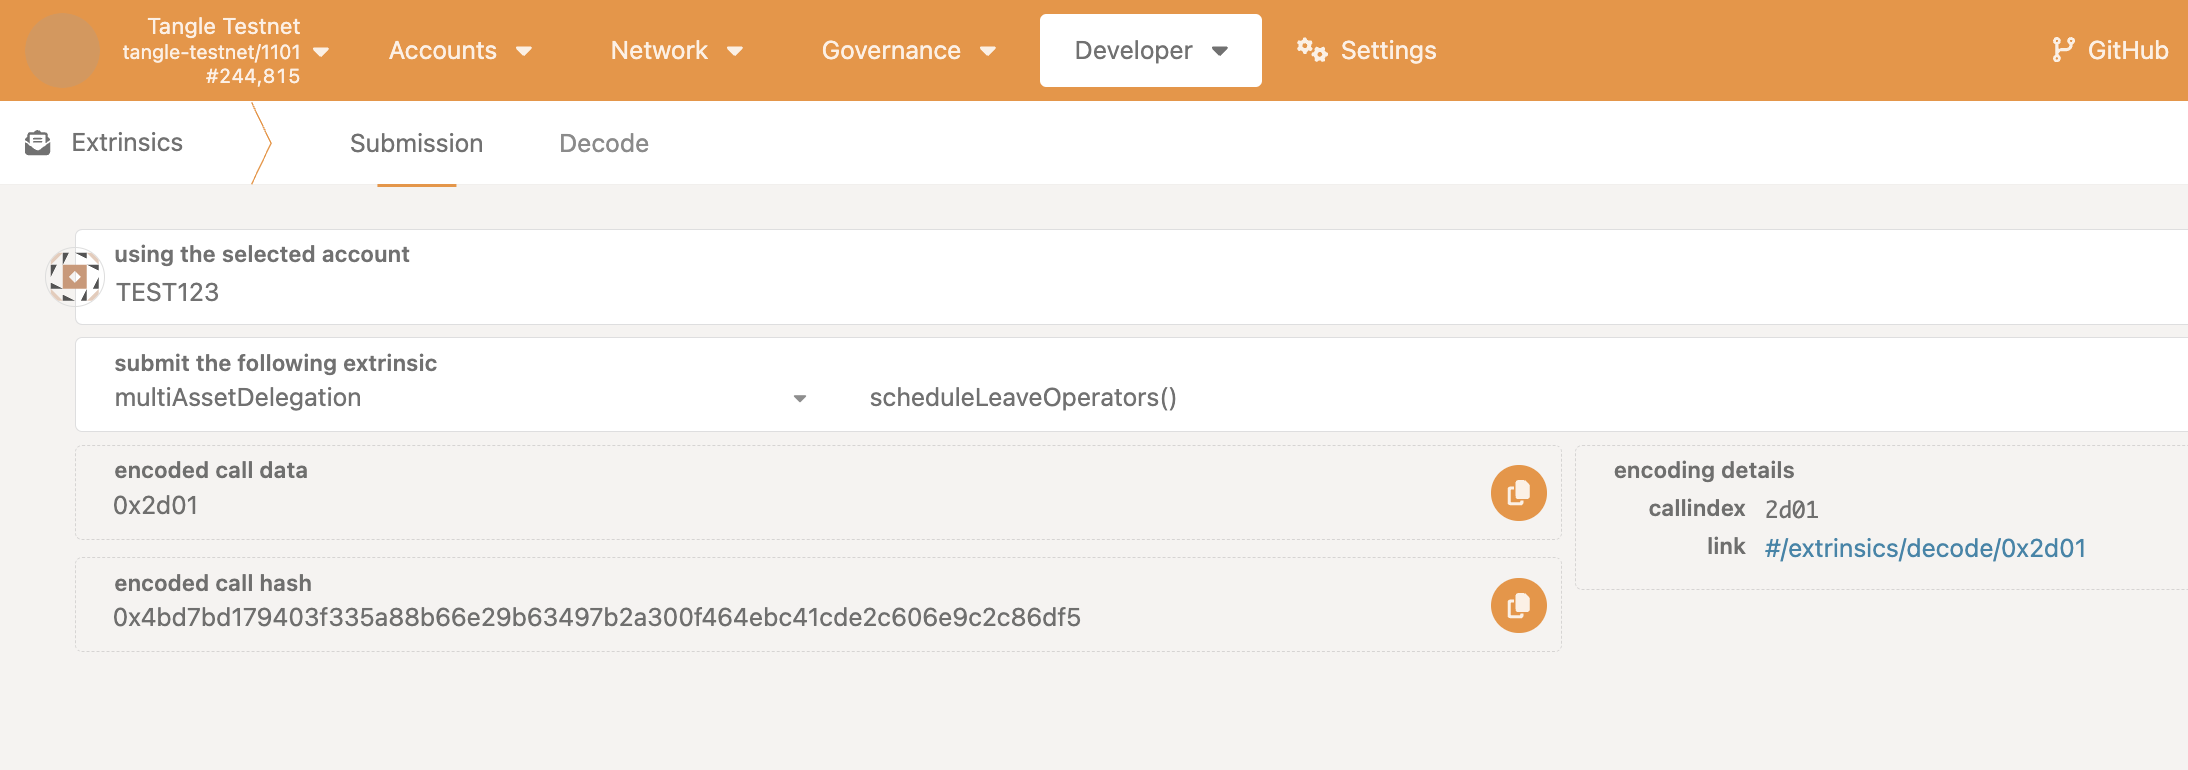 Tangle Testnet
tangle-testnet/1101
#244,815
Accounts
Network
Governance
Developer
Settings
GitHub
Extrinsics
Submission
Decode
using the selected account
TEST123
submit the following extrinsic
multiAssetDelegation
scheduleLeaveOperators()
encoded call data
0x2d01
encoding details
callindex 2d01
link #/extrinsics/decode/0x2d01
encoded call hash
0x4bd7bd179403f335a88b66e29b63497b2a300f464ebc41cde2c606e9c2c86df5